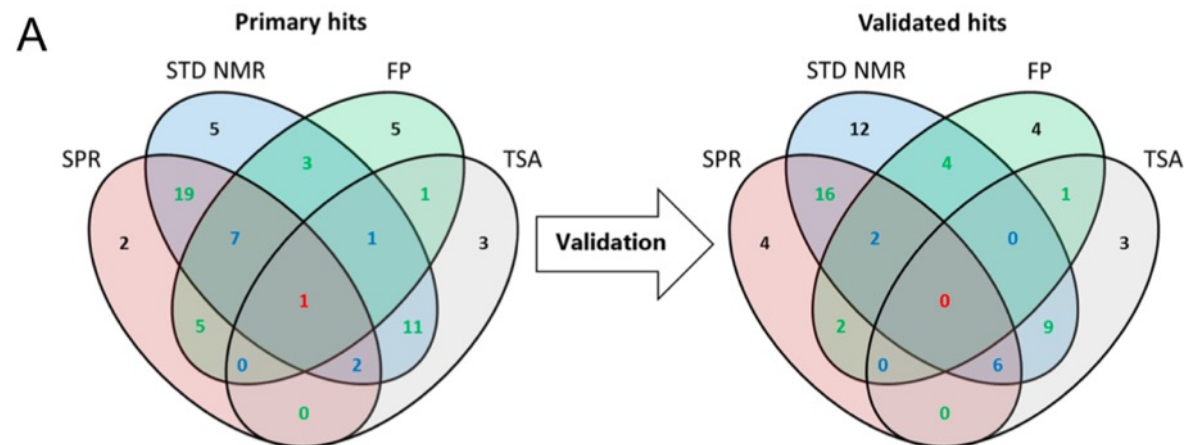 A
Primary hits
Validated hits
STD NMR FP
STD NMR FP
SPR TSA
SPR TSA
5 5
3
19 1
2 7 1 3
1
5 11
0 2
0
Validation
12 4
4
16 1
4 2 0 3
0
2 9
0 6
0